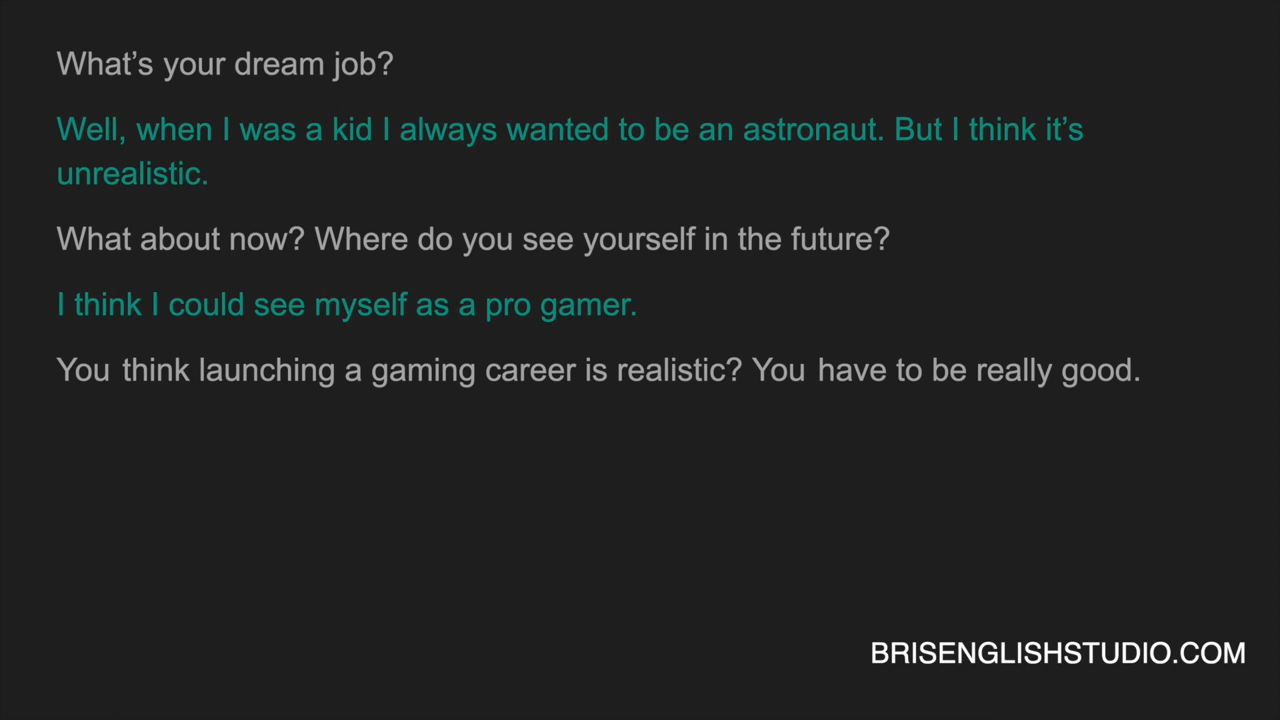 What’s your dream job?
Well, when I was a kid I always wanted to be an astronaut. But I think it’s
unrealistic.
What about now? Where do you see yourself in the future?
I think I could see myself as a pro gamer.
You think launching a gaming career is realistic? You have to be really good.
BRISENGLISHSTUDIO.COM